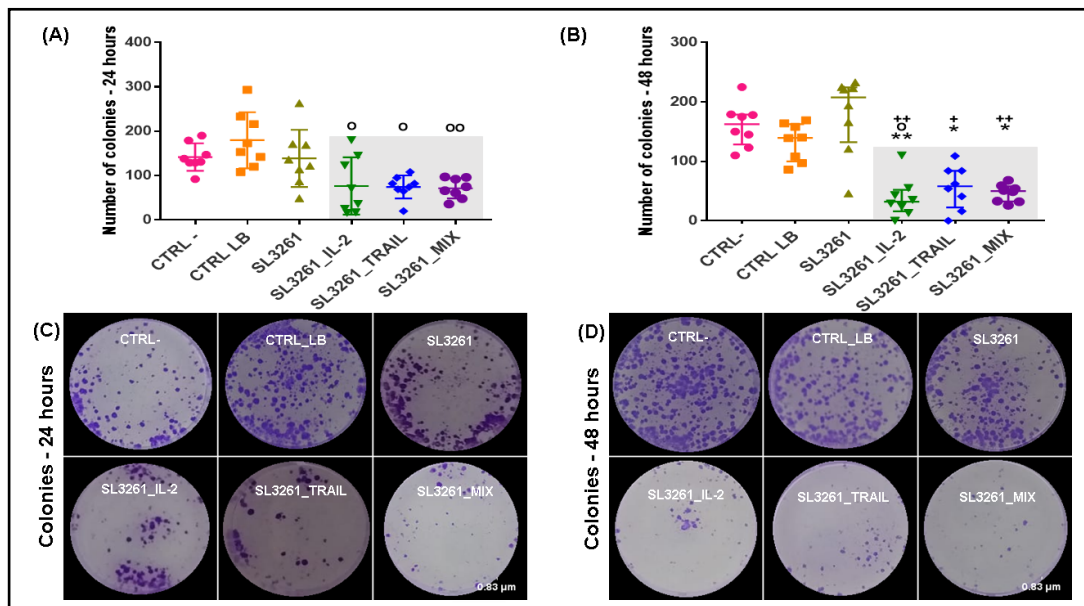 (A)
Number of colonies - 24 hours
400
300
200
100
0
o
o
oo
CTRL-
CTRL LB
SL3261
SL3261_IL-2
SL3261_TRAIL
SL3261_MIX
(B)
Number of colonies - 48 hours
300
200
100
0
++
o
**
+
*
++
*
CTRL-
CTRL LB
SL3261
SL3261_IL-2
SL3261_TRAIL
SL3261_MIX
(C)
Colonies - 24 hours
CTRL-
CTRL_LB
SL3261
SL3261_IL-2
SL3261_TRAIL
SL3261_MIX
0.83 µm
(D)
Colonies - 48 hours
CTRL-
CTRL_LB
SL3261
SL3261_IL-2
SL3261_TRAIL
SL3261_MIX
0.83 µm